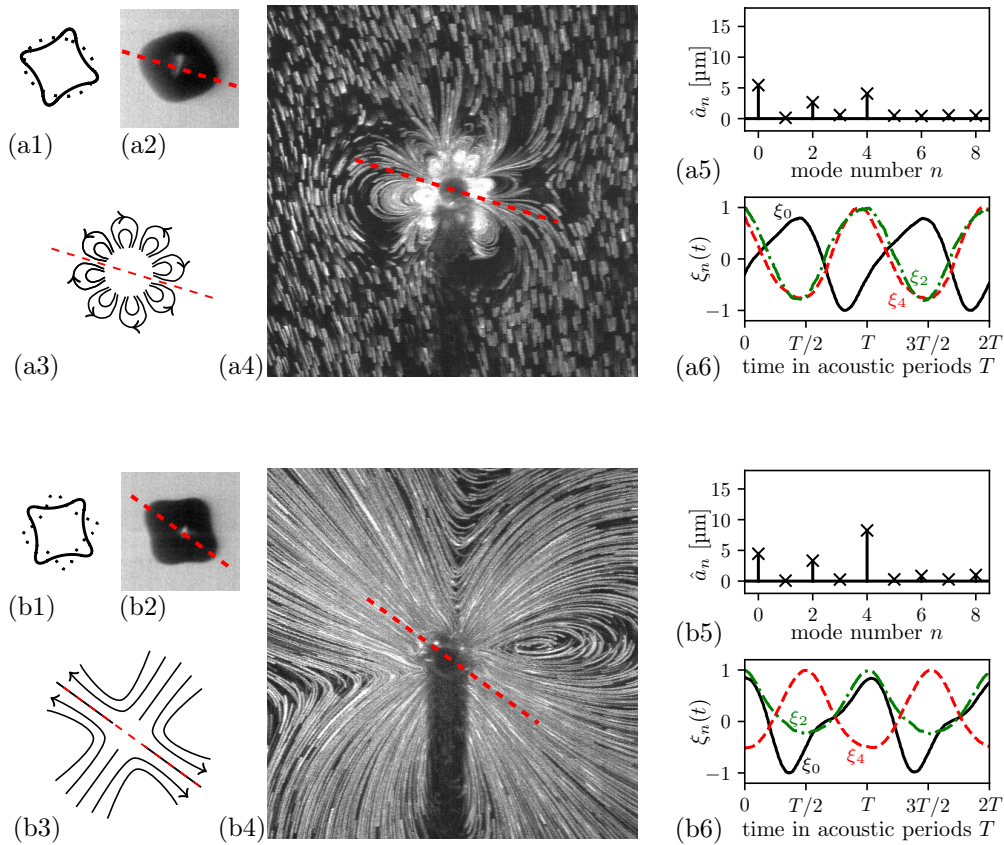 (a1)
(a2)
(a3)
(a4)
15
10
5
0
â_n [µm]
0 2 4 6 8
mode number n
(a5)
1
0
−1
ξ_n(t)
ξ_0
ξ_2
ξ_4
T/2 T 3T/2 2T
time in acoustic periods T
(a6)
(b1)
(b2)
(b3)
(b4)
15
10
5
0
â_n [µm]
0 2 4 6 8
mode number n
(b5)
1
0
−1
ξ_n(t)
ξ_2
ξ_0
ξ_4
0 T/2 T 3T/2 2T
time in acoustic periods T
(b6)